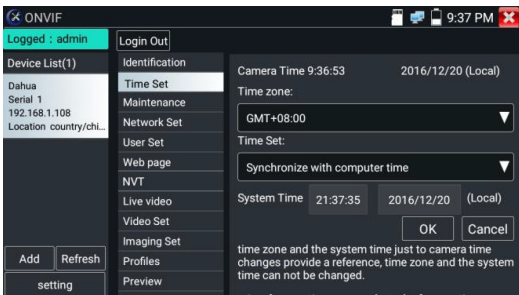 ONVIF
9:37 PM
Logged : admin
Login Out
Device List(1)
Dahua
Serial 1
192.168.1.108
Location country/chi...
Add
Refresh
setting
Identification
Time Set
Maintenance
Network Set
User Set
Web page
NVT
Live video
Video Set
Imaging Set
Profiles
Preview
Camera Time 9:36:53 2016/12/20 (Local)
Time zone:
GMT+08:00
Time Set:
Synchronize with computer time
System Time 21:37:35 2016/12/20 (Local)
OK Cancel
time zone and the system time just to camera time
changes provide a reference, time zone and the system
time can not be changed.